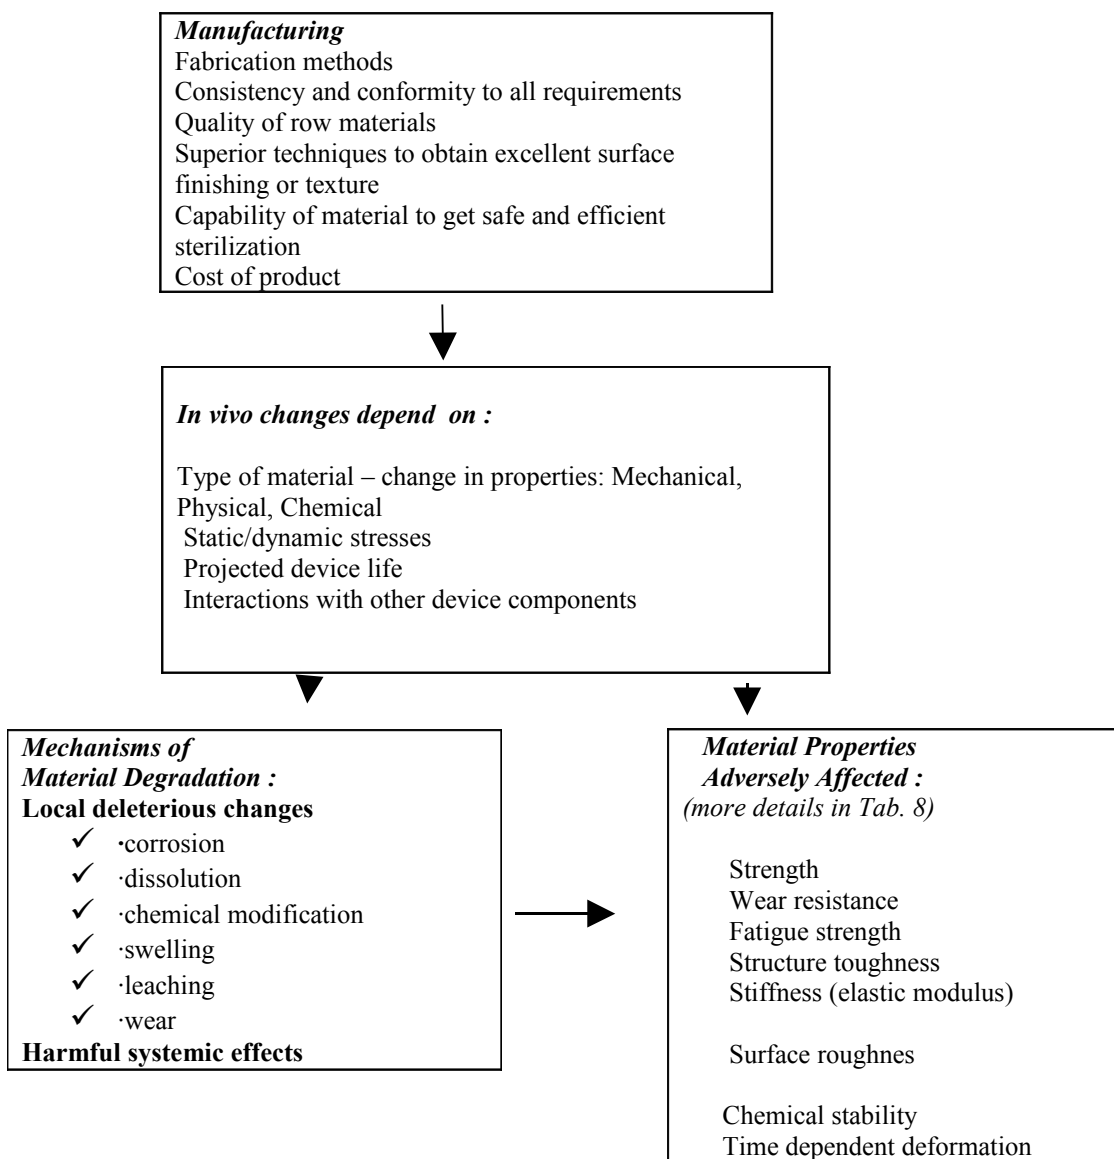 Manufacturing
Fabrication methods
Consistency and conformity to all requirements
Quality of row materials
Superior techniques to obtain excellent surface
finishing or texture
Capability of material to get safe and efficient
sterilization
Cost of product
In vivo changes depend on :
Type of material – change in properties: Mechanical,
Physical, Chemical
Static/dynamic stresses
Projected device life
Interactions with other device components
Mechanisms of
Material Degradation :
Local deleterious changes
✓ ·corrosion
✓ ·dissolution
✓ ·chemical modification
✓ ·swelling
✓ ·leaching
✓ ·wear
Harmful systemic effects
Material Properties
Adversely Affected :
(more details in Tab. 8)
Strength
Wear resistance
Fatigue strength
Structure toughness
Stiffness (elastic modulus)
Surface roughnes
Chemical stability
Time dependent deformation